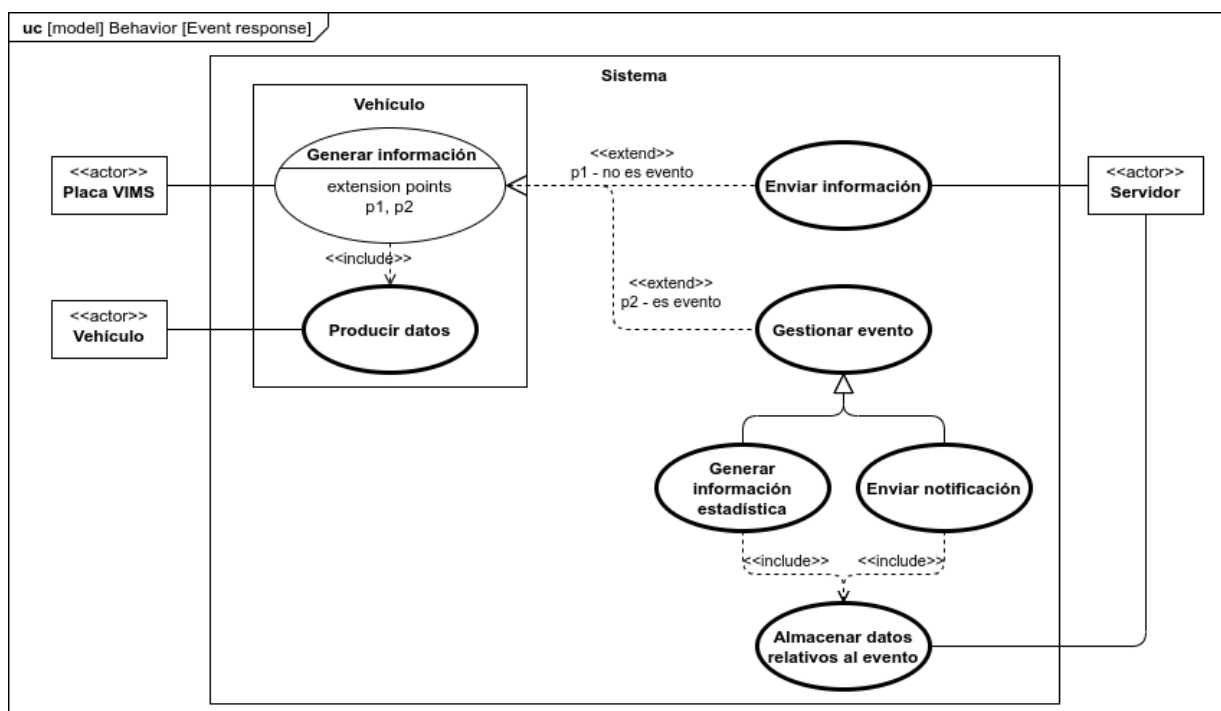 uc [model] Behavior [Event response]
Sistema
Vehículo
<<actor>>
Placa VIMS
Generar información
extension points
p1, p2
<<extend>>
p1 - no es evento
Enviar información
<<actor>>
Servidor
<<include>>
<<actor>>
Vehículo
Producir datos
<<extend>>
p2 - es evento
Gestionar evento
Generar
información
estadística
Enviar notificación
<<include>>
<<include>>
Almacenar datos
relativos al evento